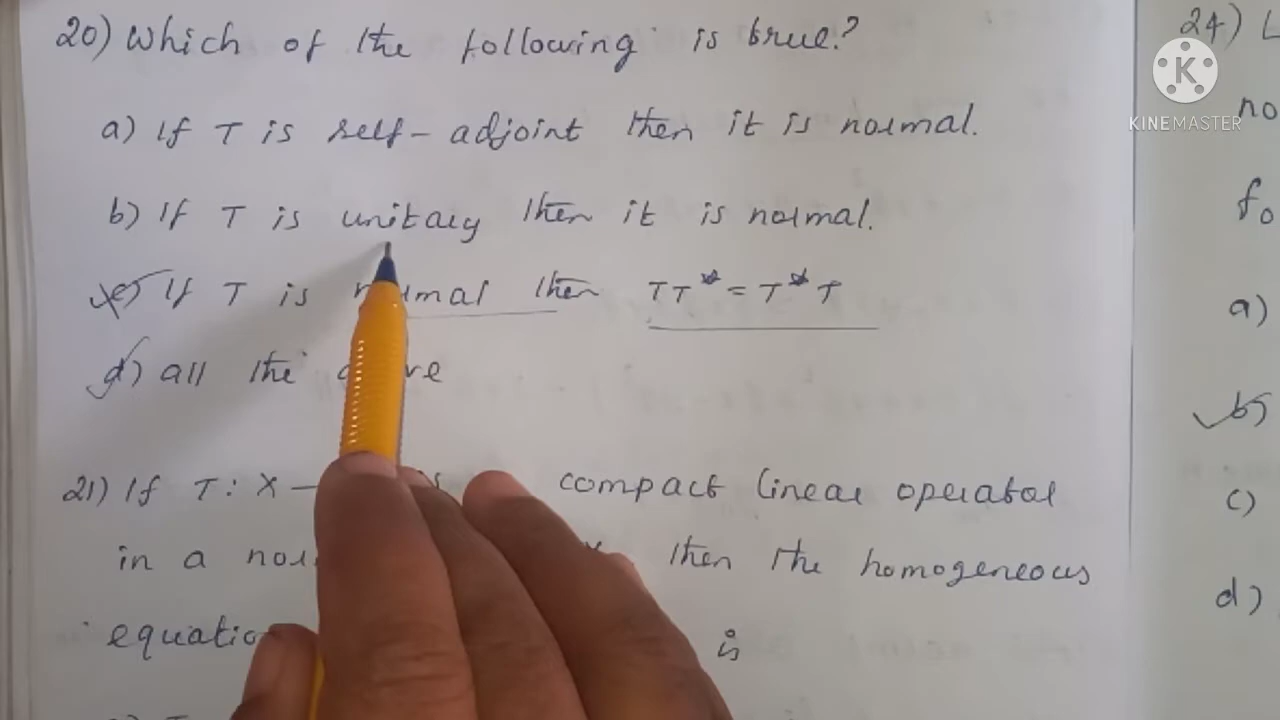 20) Which of the following is true?
a) If T is self-adjoint then it is normal.
b) If T is unitary then it is normal.
c) If T is normal then TT* = T*T
d) all the above
21) If T: X compact linear operator
in a then the homogeneous
is
24)
no
fo
a)
b)
c)
d)
K
KINEMASTER